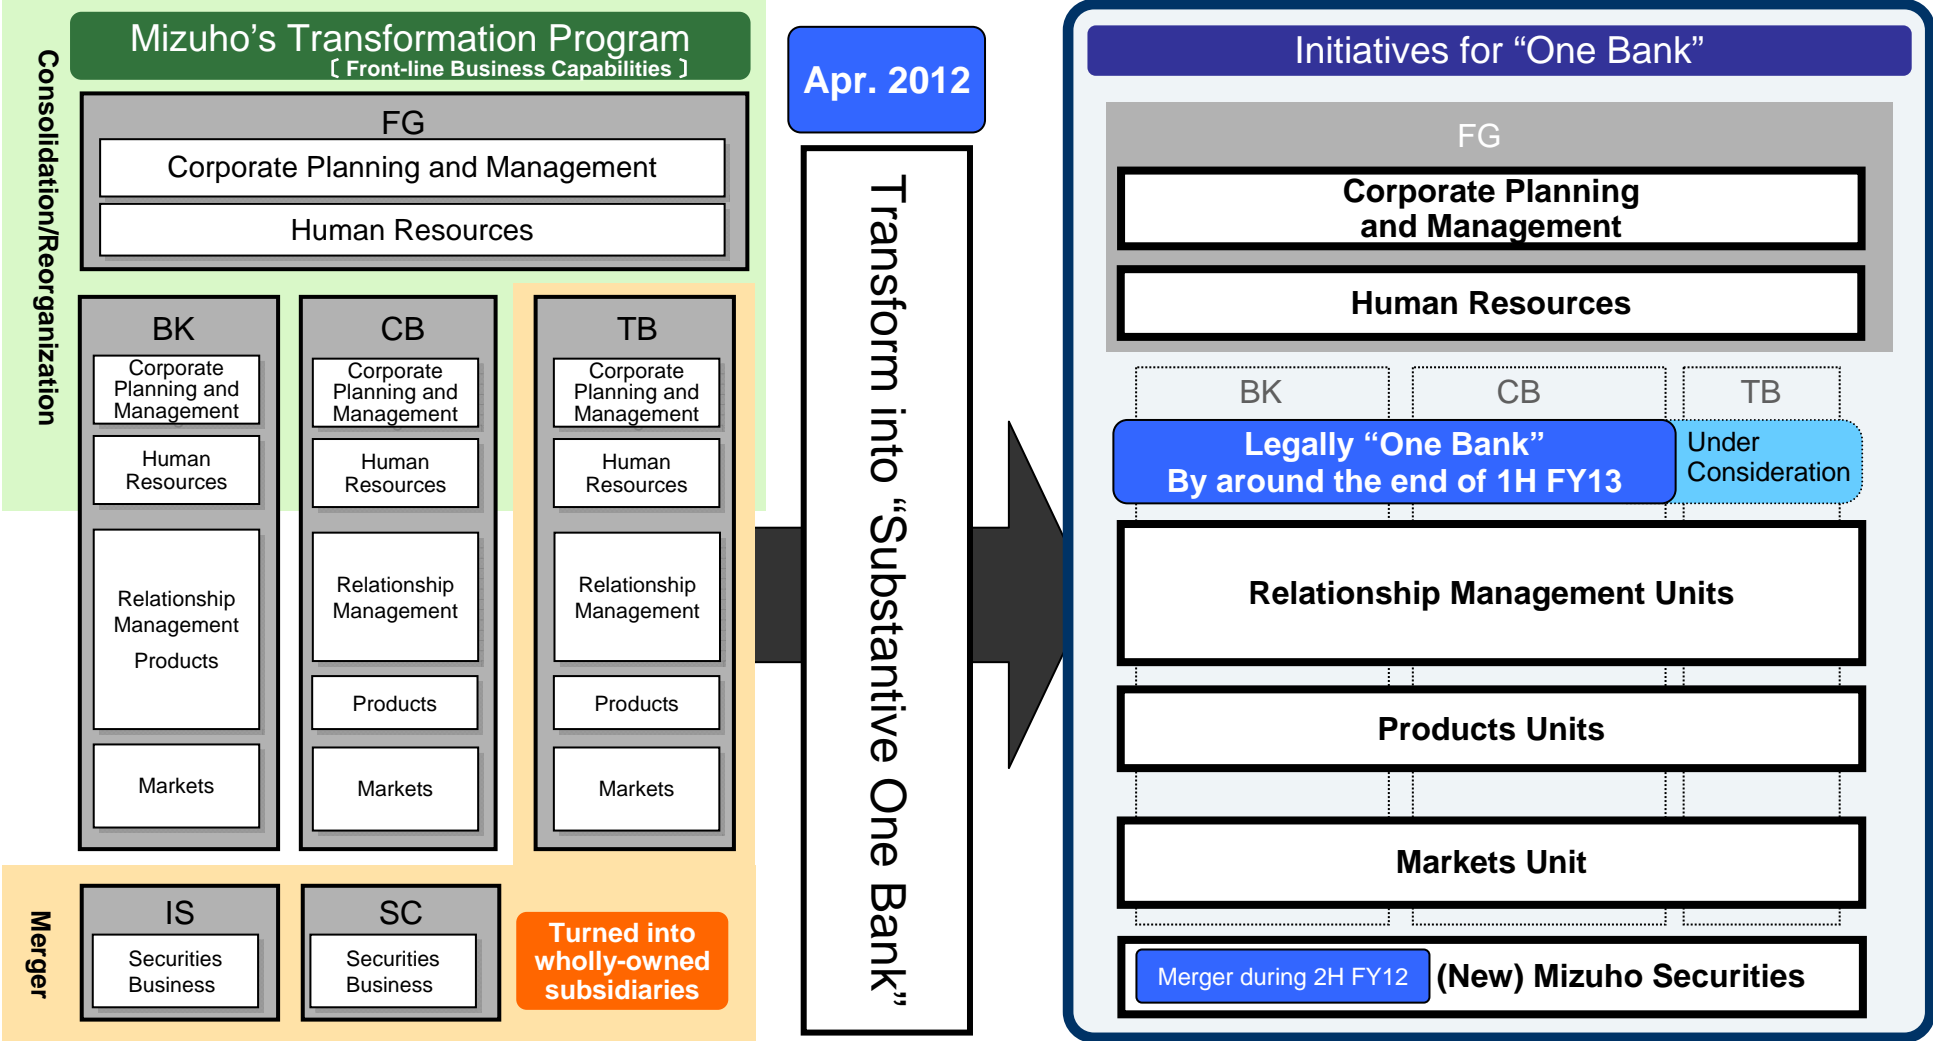 Mizuho’s Transformation Program
〔 Front-line Business Capabilities 〕
Consolidation/Reorganization
FG
Corporate Planning and Management
Human Resources
BK
Corporate
Planning and
Management
Human
Resources
Relationship
Management
Products
Markets
CB
Corporate
Planning and
Management
Human
Resources
Relationship
Management
Products
Markets
TB
Corporate
Planning and
Management
Human
Resources
Relationship
Management
Products
Markets
Merger
IS
Securities
Business
SC
Securities
Business
Turned into
wholly-owned
subsidiaries
Apr. 2012
Transform into “Substantive One Bank”
Initiatives for “One Bank”
FG
Corporate Planning
and Management
Human Resources
BK
CB
TB
Legally “One Bank”
By around the end of 1H FY13
Under
Consideration
Relationship Management Units
Products Units
Markets Unit
Merger during 2H FY12
(New) Mizuho Securities